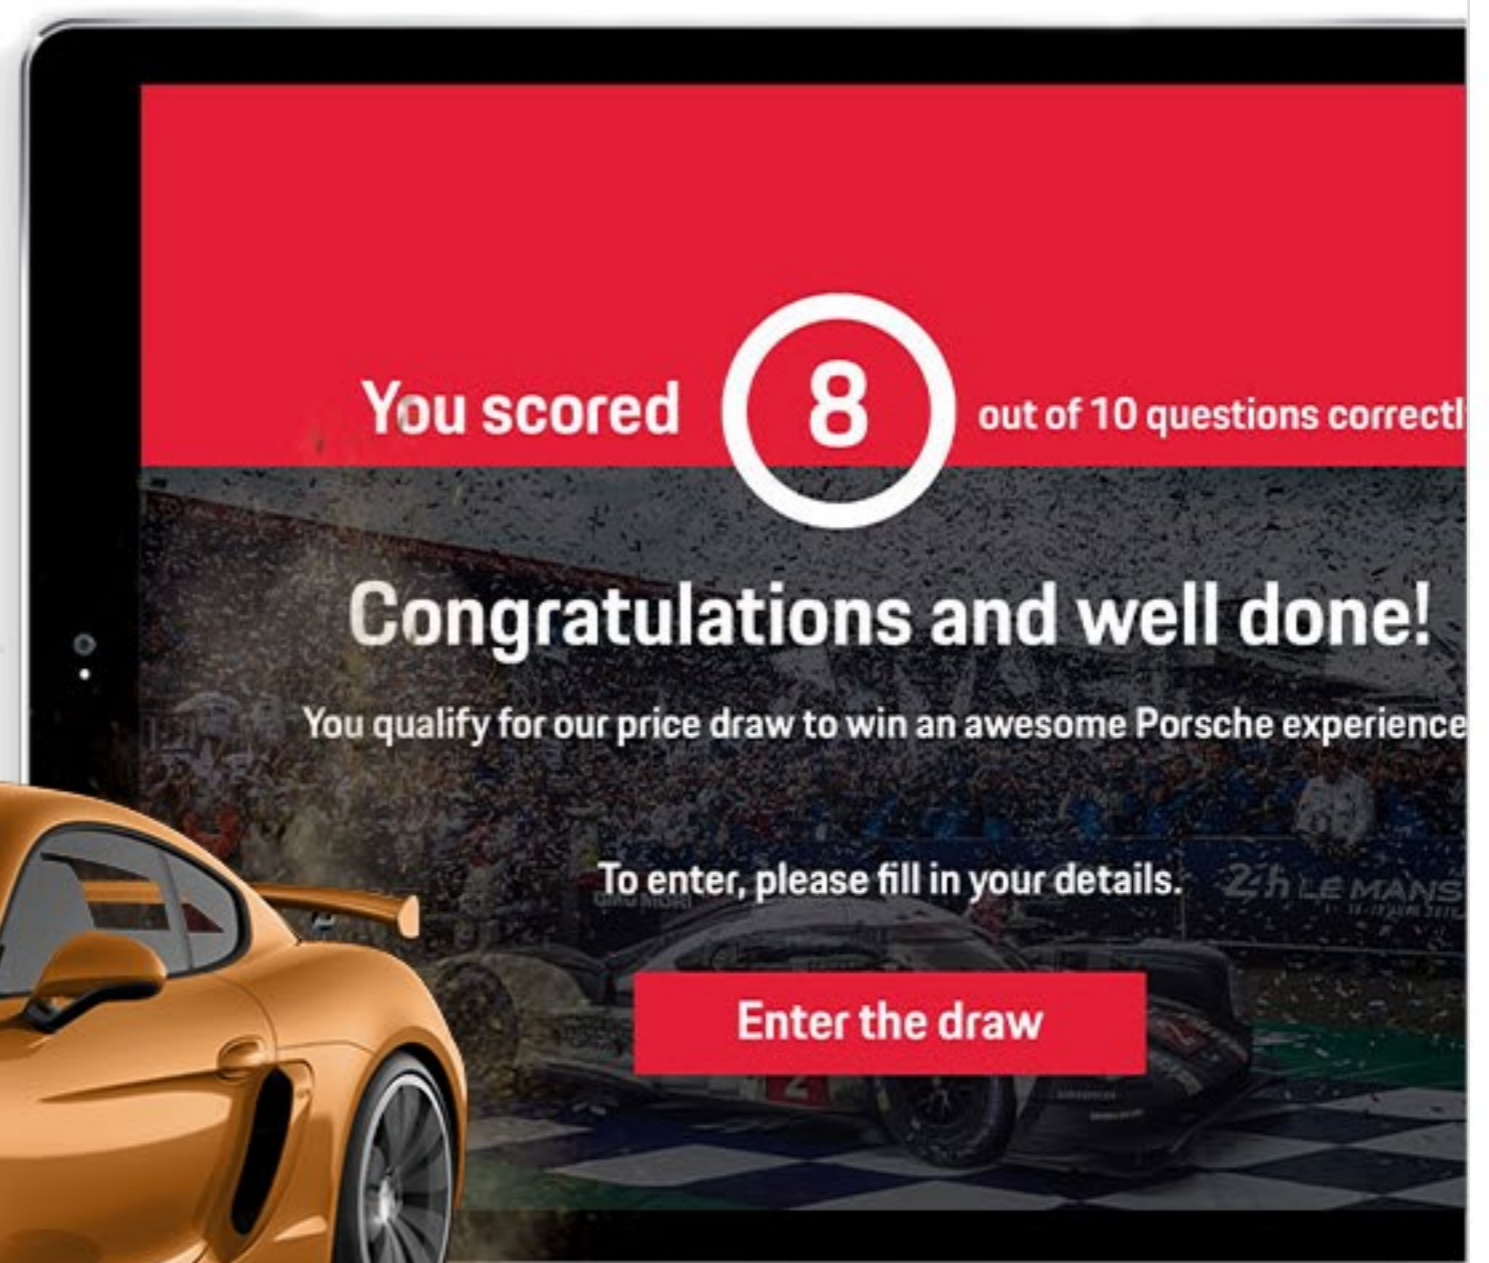 You scored 8 out of 10 questions correctl
Congratulations and well done!
You qualify for our price draw to win an awesome Porsche experience
To enter, please fill in your details.
24h LE MANS
Enter the draw
2